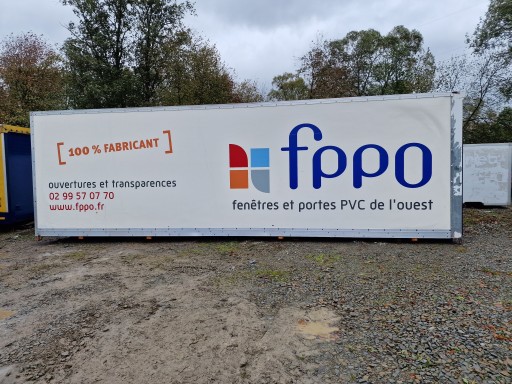 [ 100 % FABRICANT ]
ouvertures et transparences
02 99 57 07 70
www.fppo.fr
fppo
fenêtres et portes PVC de l'ouest